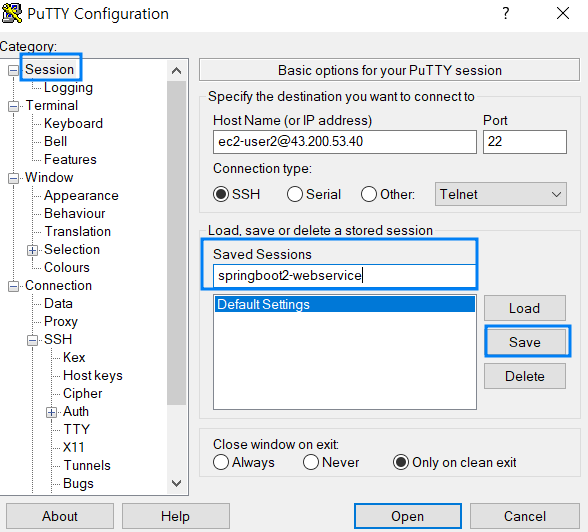 PuTTY Configuration
? X
Category:
Session
Logging
Terminal
Keyboard
Bell
Features
Window
Appearance
Behaviour
Translation
Selection
Colours
Connection
Data
Proxy
SSH
Kex
Host keys
Cipher
Auth
TTY
X11
Tunnels
Bugs
Basic options for your PuTTY session
Specify the destination you want to connect to
Host Name (or IP address) Port
ec2-user2@43.200.53.40 22
Connection type:
SSH Serial Other: Telnet
Load, save or delete a stored session
Saved Sessions
springboot2-webservice
Default Settings
Load
Save
Delete
Close window on exit:
Always Never Only on clean exit
About Help Open Cancel